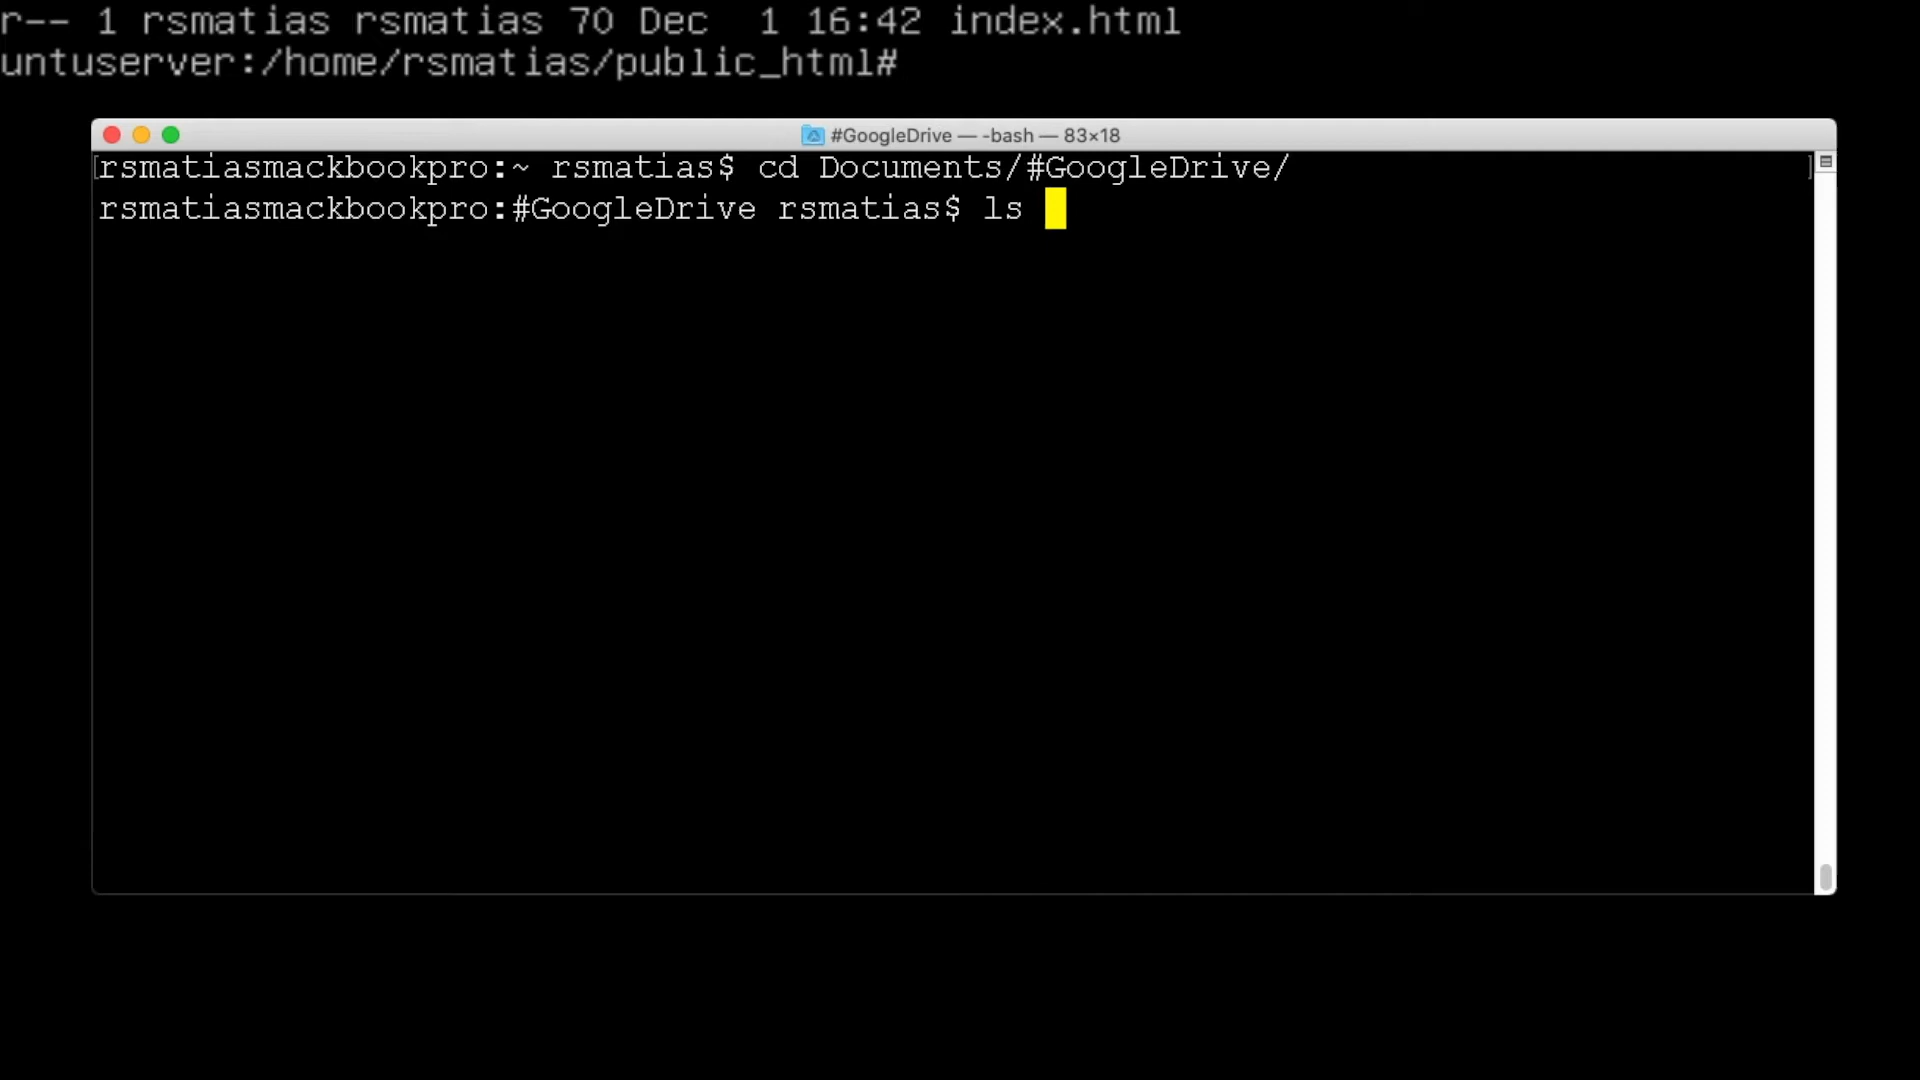 r-- 1 rsmatias rsmatias 70 Dec  1 16:42 index.html
untuserver:/home/rsmatias/public_html#
#GoogleDrive — -bash — 83×18
[rsmatiasmackbookpro:~ rsmatias$ cd Documents/#GoogleDrive/ ]
rsmatiasmackbookpro:#GoogleDrive rsmatias$ ls